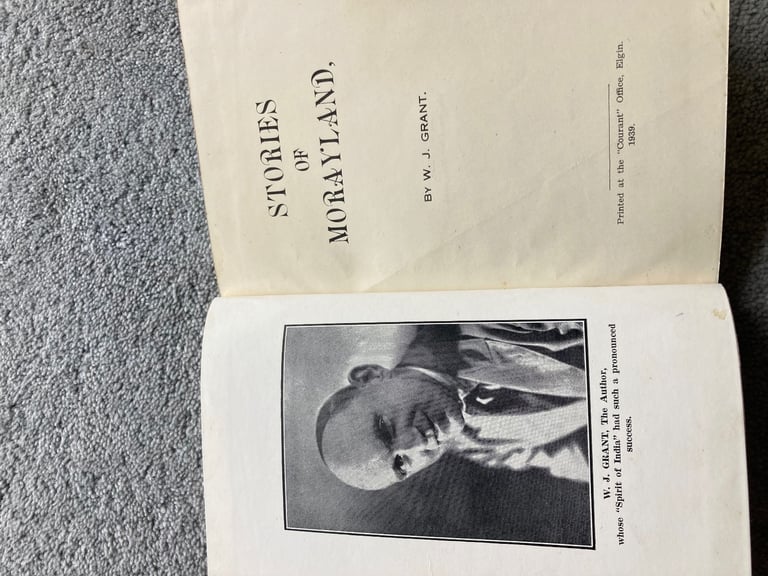 W. J. GRANT, The Author,
whose "Spirit of India" had such a pronounced
success.
STORIES
OF
MORAYLAND,
BY W. J. GRANT.
Printed at the "Courant" Office, Elgin.
1939.